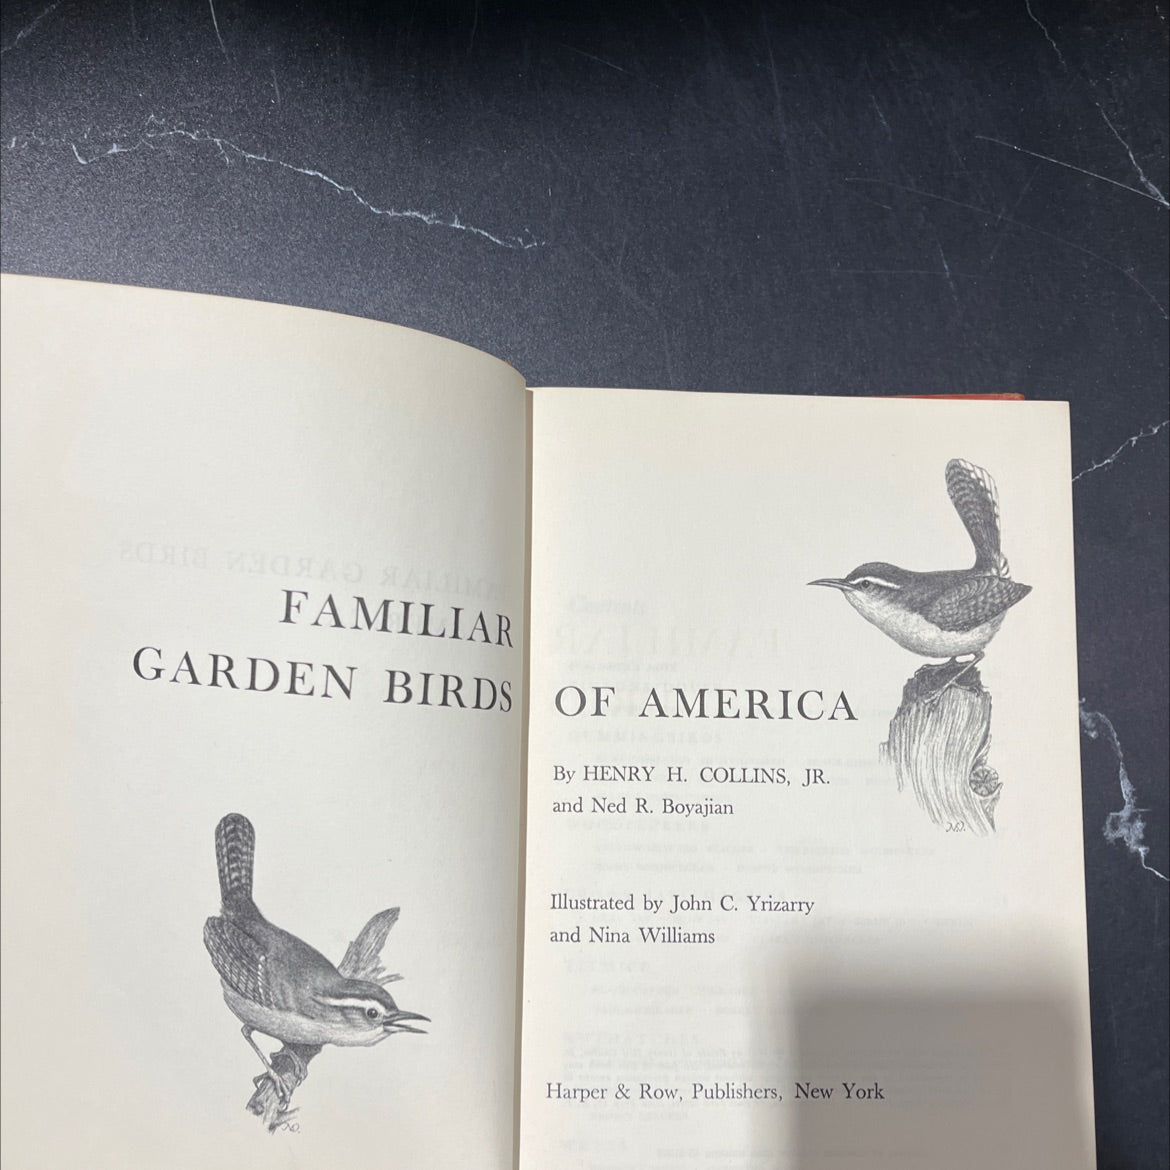 FAMILIAR
GARDEN BIRDS
OF AMERICA
By HENRY H. COLLINS, JR.
and Ned R. Boyajian
Illustrated by John C. Yrizarry
and Nina Williams
Harper & Row, Publishers, New York